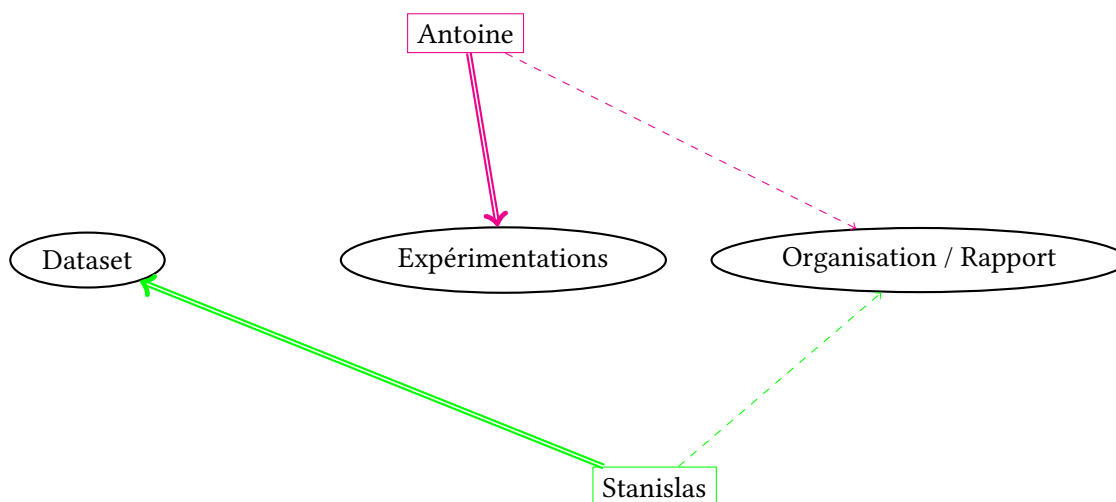 Antoine
Dataset
Expérimentations
Organisation / Rapport
Stanislas